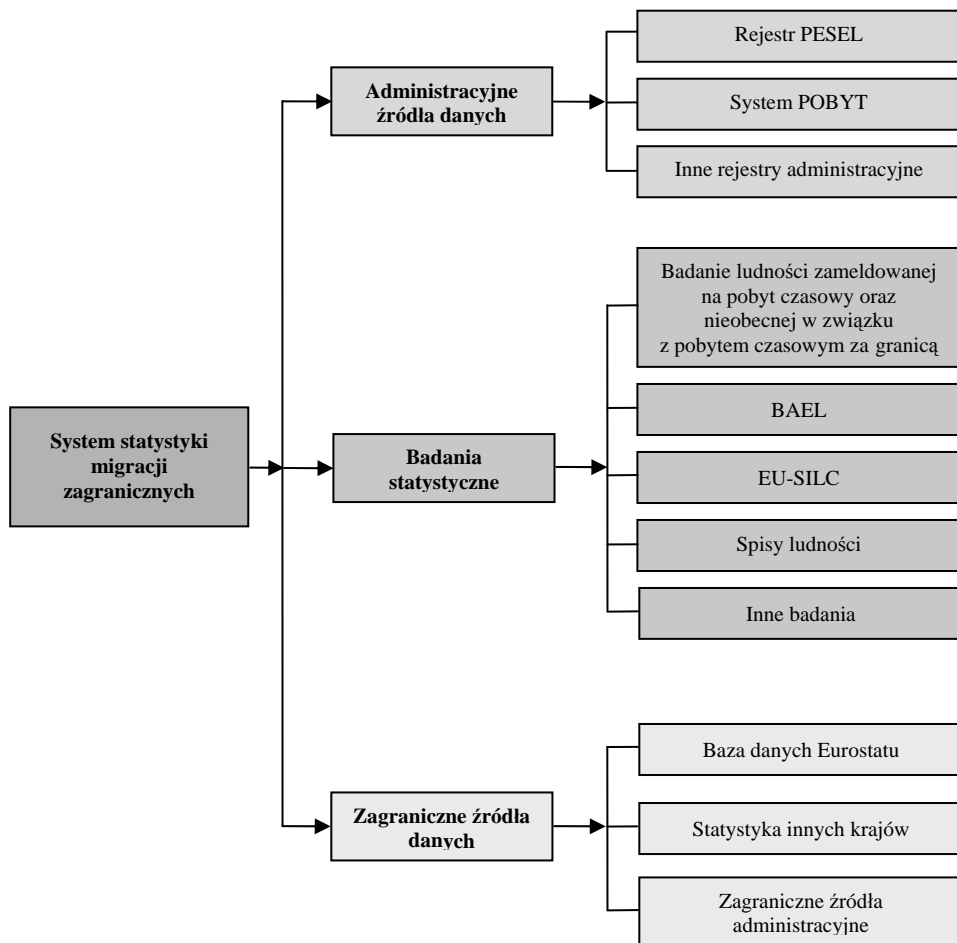 Rejestr PESEL
Administracyjne
źródła danych
System POBYT
Inne rejestry administracyjne
Badanie ludności zameldowanej
na pobyt czasowy oraz
nieobecnej w związku
z pobytem czasowym za granicą
BAEL
System statystyki
migracji
zagranicznych
Badania
statystyczne
EU-SILC
Spisy ludności
Inne badania
Baza danych Eurostatu
Zagraniczne źródła
danych
Statystyka innych krajów
Zagraniczne źródła
administracyjne